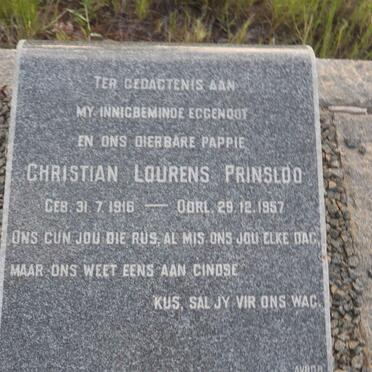 TER GEDAGTENIS AAN
MY INNIGBEMINDE EGGENOOT
EN ONS DIERBARE PAPPIE
CHRISTIAN LOURENS PRINSLOO
GEB. 31.7.1916 — OORL. 29.12.1957
ONS GUN JOU DIE RUS, AL MIS ONS JOU ELKE DAG,
MAAR ONS WEET EENS AAN GINDSE
KUS, SAL JY VIR ONS WAG.